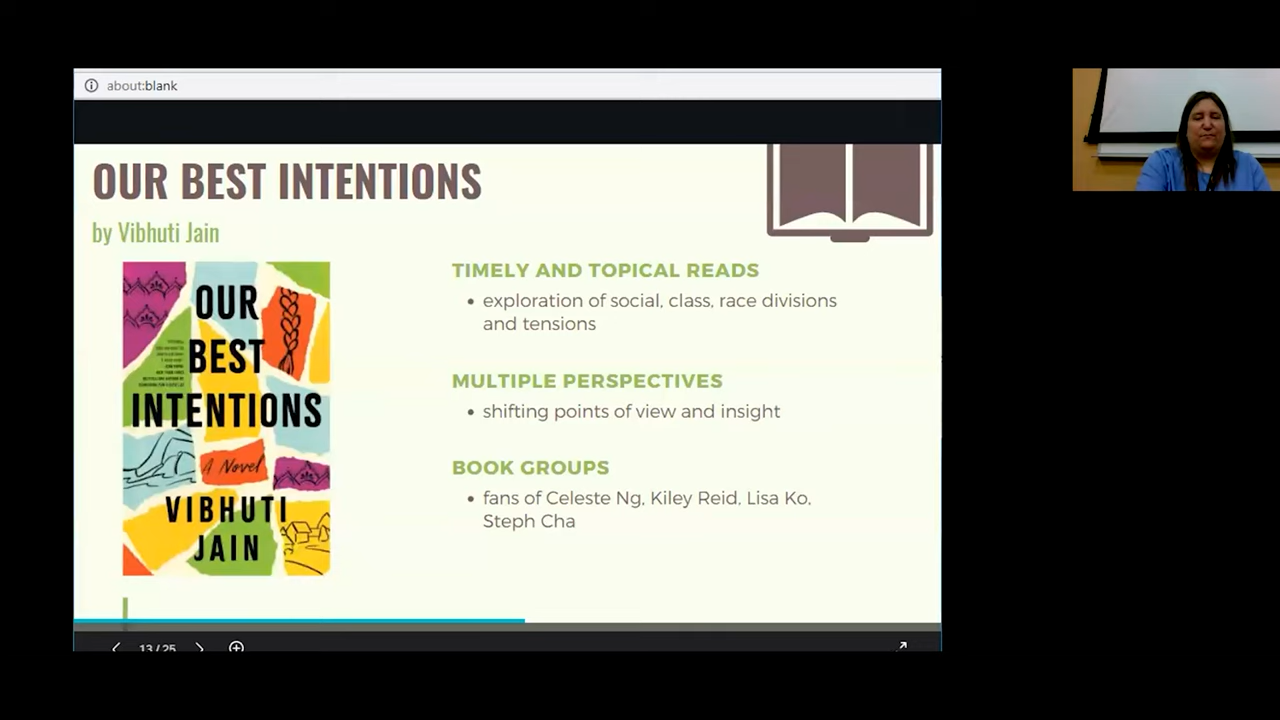 about:blank
OUR BEST INTENTIONS
by Vibhuti Jain
OUR
BEST
INTENTIONS
A Novel
VIBHUTI
JAIN
TIMELY AND TOPICAL READS
• exploration of social, class, race divisions
and tensions
MULTIPLE PERSPECTIVES
• shifting points of view and insight
BOOK GROUPS
• fans of Celeste Ng, Kiley Reid, Lisa Ko,
Steph Cha
13 / 25